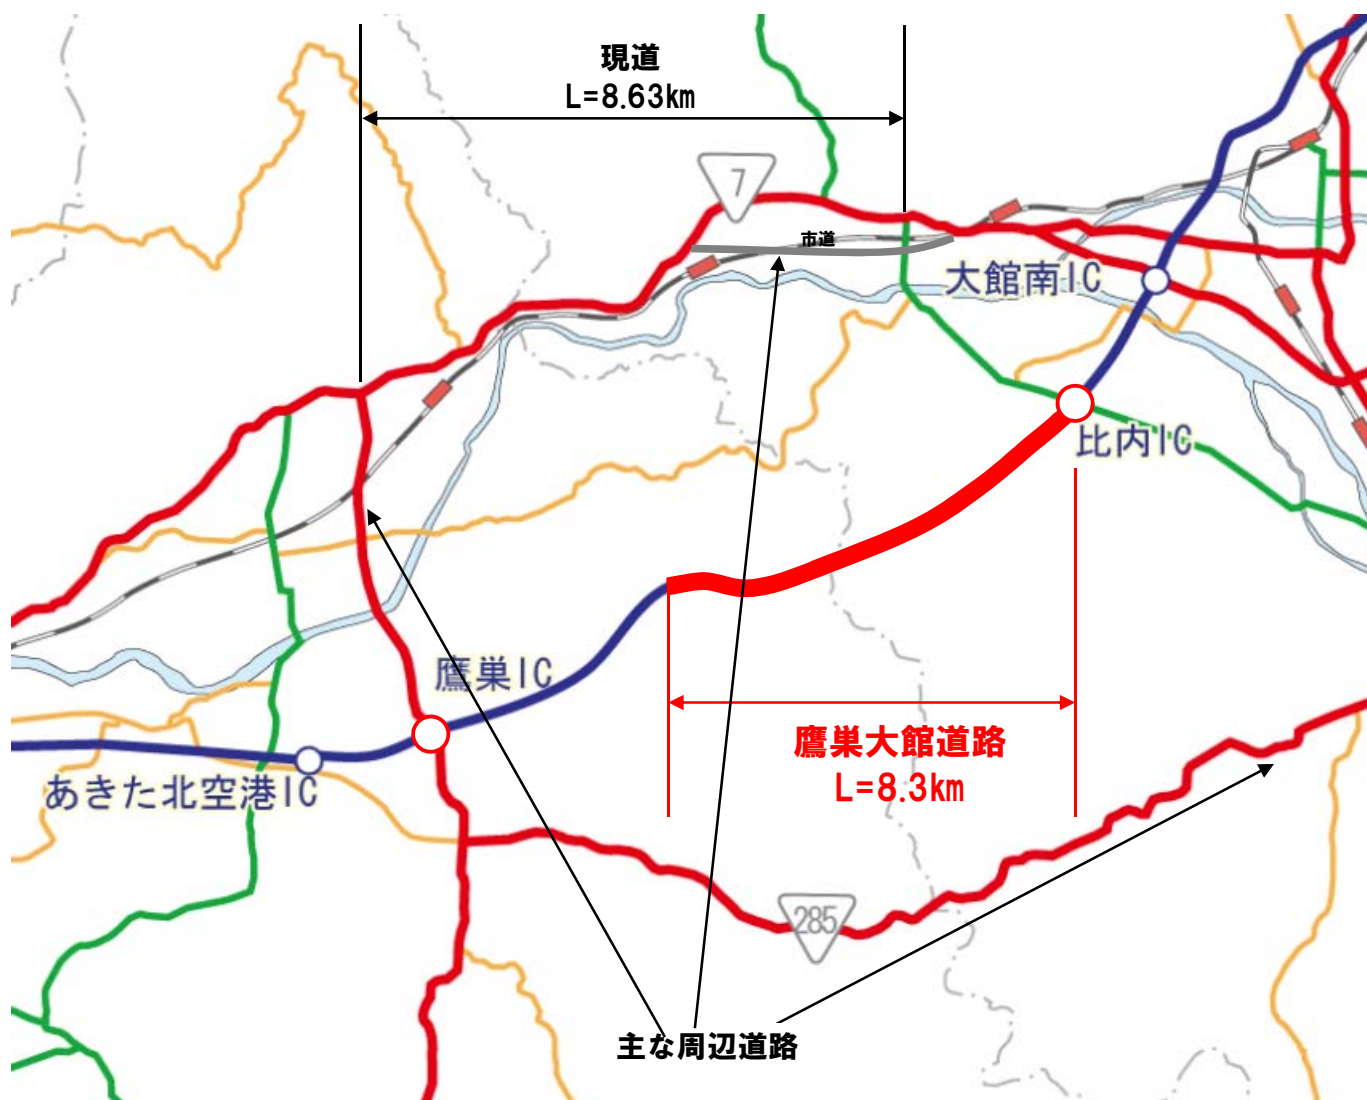 現道
L=8.63km
7
市道
大館南IC
比内IC
鷹巣IC
鷹巣大館道路
L=8.3km
あきた北空港IC
285
主な周辺道路